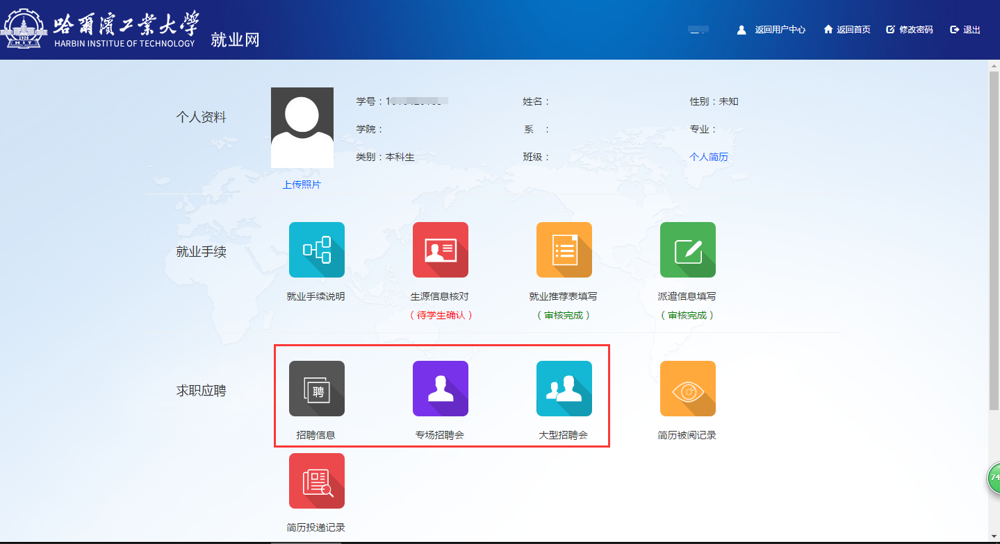 哈爾濱工業大學
HARBIN INSTITUE OF TECHNOLOGY
就业网
返回用户中心
返回首页
修改密码
退出
个人资料
学号：
姓名：
性别：未知
学院：
系　：
专业：
类别：本科生
班级：
个人简历
上传照片
就业手续
就业手续说明
生源信息核对
（待学生确认）
就业推荐表填写
（审核完成）
派遣信息填写
（审核完成）
求职应聘
聘
招聘信息
专场招聘会
大型招聘会
简历被阅记录
简历投递记录
74